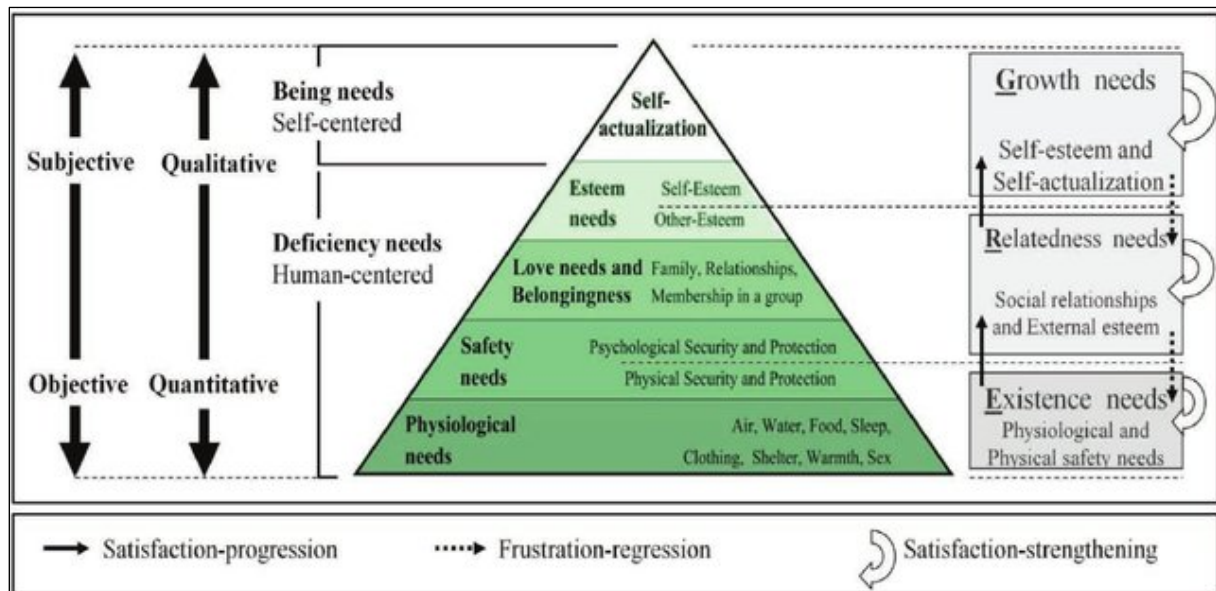 Being needs
Self-centered
Subjective
Qualitative
Deficiency needs
Human-centered
Objective
Quantitative
Self-
actualization
Esteem
needs
Self-Esteem
Other-Esteem
Love needs and
Belongingness
Family, Relationships,
Membership in a group
Safety
needs
Psychological Security and Protection
Physical Security and Protection
Physiological
needs
Air, Water, Food, Sleep,
Clothing, Shelter, Warmth, Sex
Growth needs
Self-esteem and
Self-actualization
Relatedness needs
Social relationships
and External esteem
Existence needs
Physiological and
Physical safety needs
Satisfaction-progression
Frustration-regression
Satisfaction-strengthening